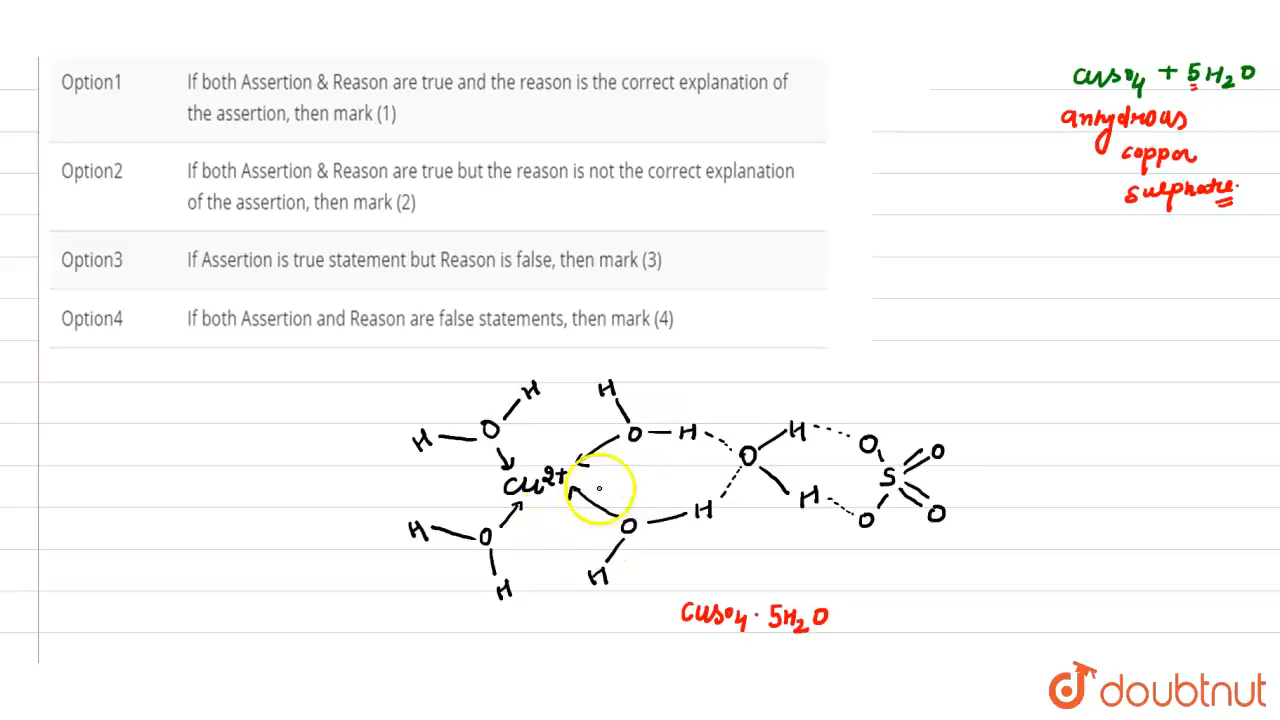 Option1 If both Assertion & Reason are true and the reason is the correct explanation of
the assertion, then mark (1)
Option2 If both Assertion & Reason are true but the reason is not the correct explanation
of the assertion, then mark (2)
Option3 If Assertion is true statement but Reason is false, then mark (3)
Option4 If both Assertion and Reason are false statements, then mark (4)
CuSO4 + 5H2O
anhydrous
copper
sulphate.
H H
H O O H O H O O
Cu2+ S
H O O H H O O
H H
CuSO4 · 5H2O
doubtnut